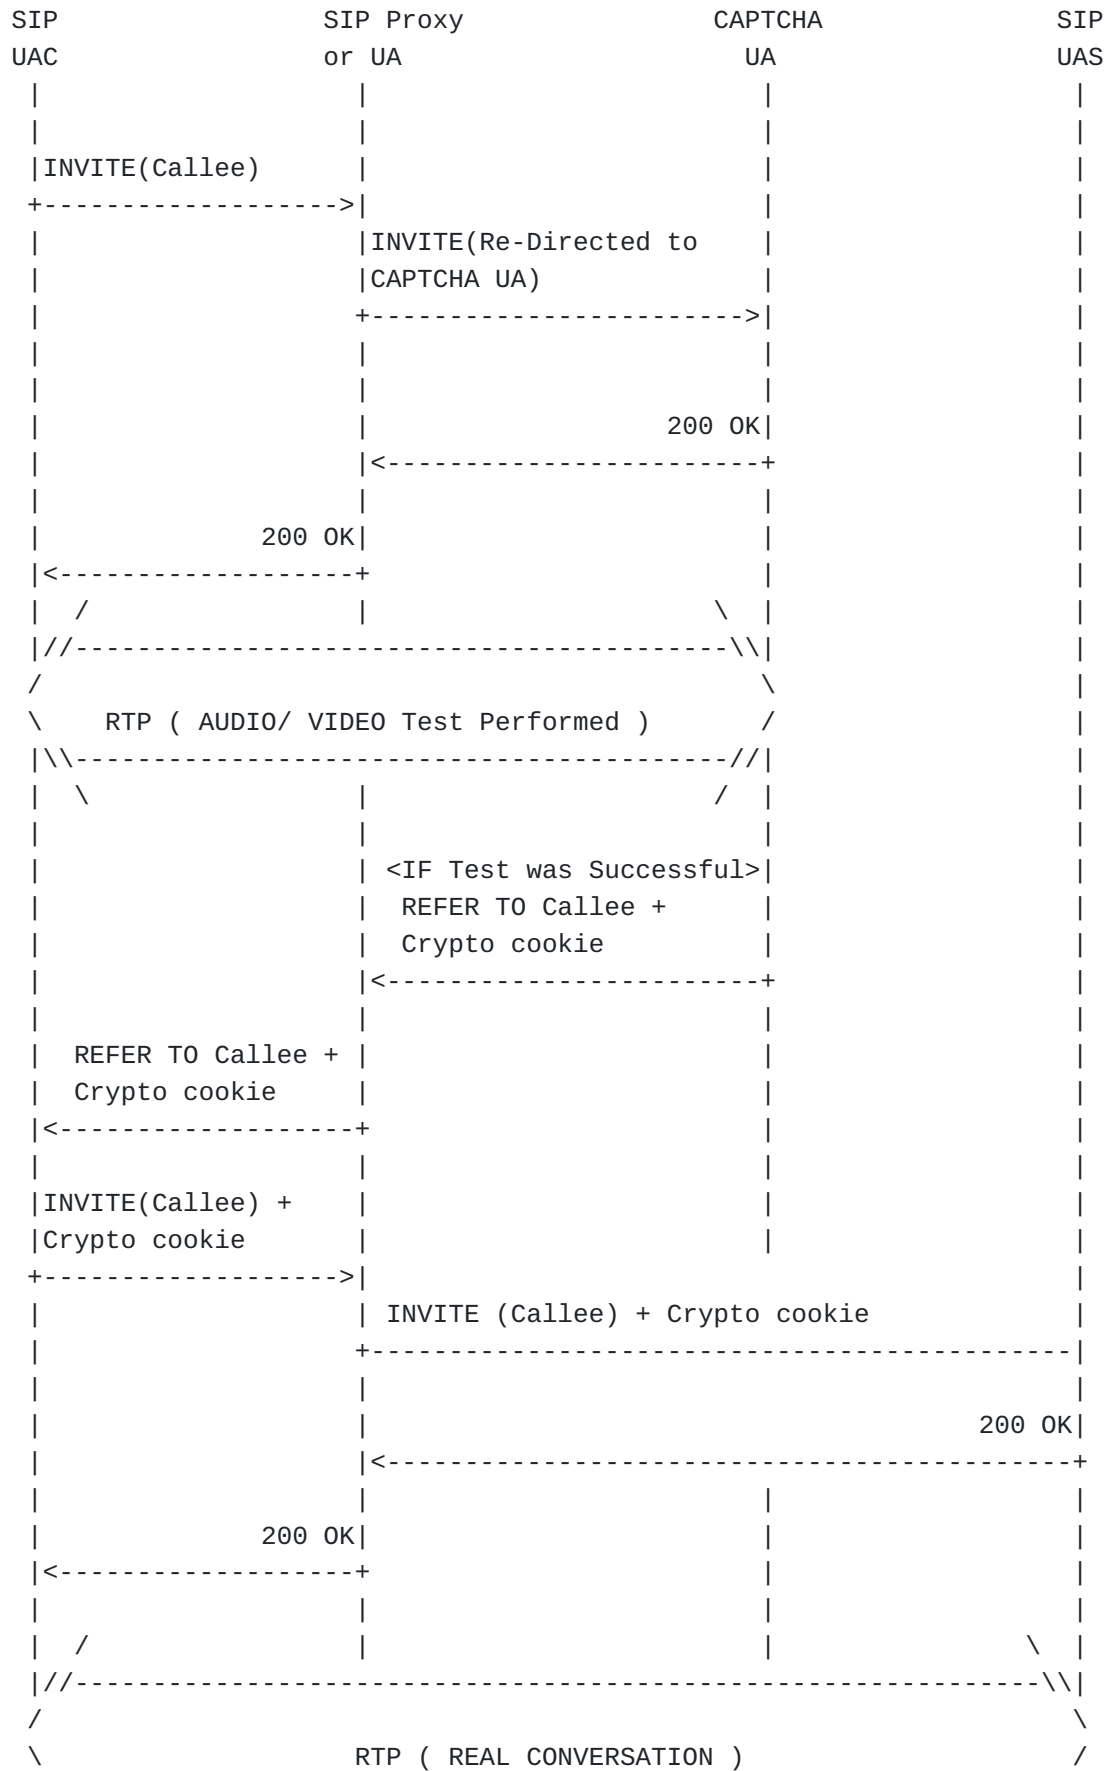 SIP SIP Proxy CAPTCHA SIP
UAC or UA UA UAS
INVITE(Callee)
INVITE(Re-Directed to
CAPTCHA UA)
200 OK
200 OK
RTP ( AUDIO/ VIDEO Test Performed )
<IF Test was Successful>
REFER TO Callee +
Crypto cookie
REFER TO Callee +
Crypto cookie
INVITE(Callee) +
Crypto cookie
INVITE (Callee) + Crypto cookie
200 OK
200 OK
RTP ( REAL CONVERSATION )